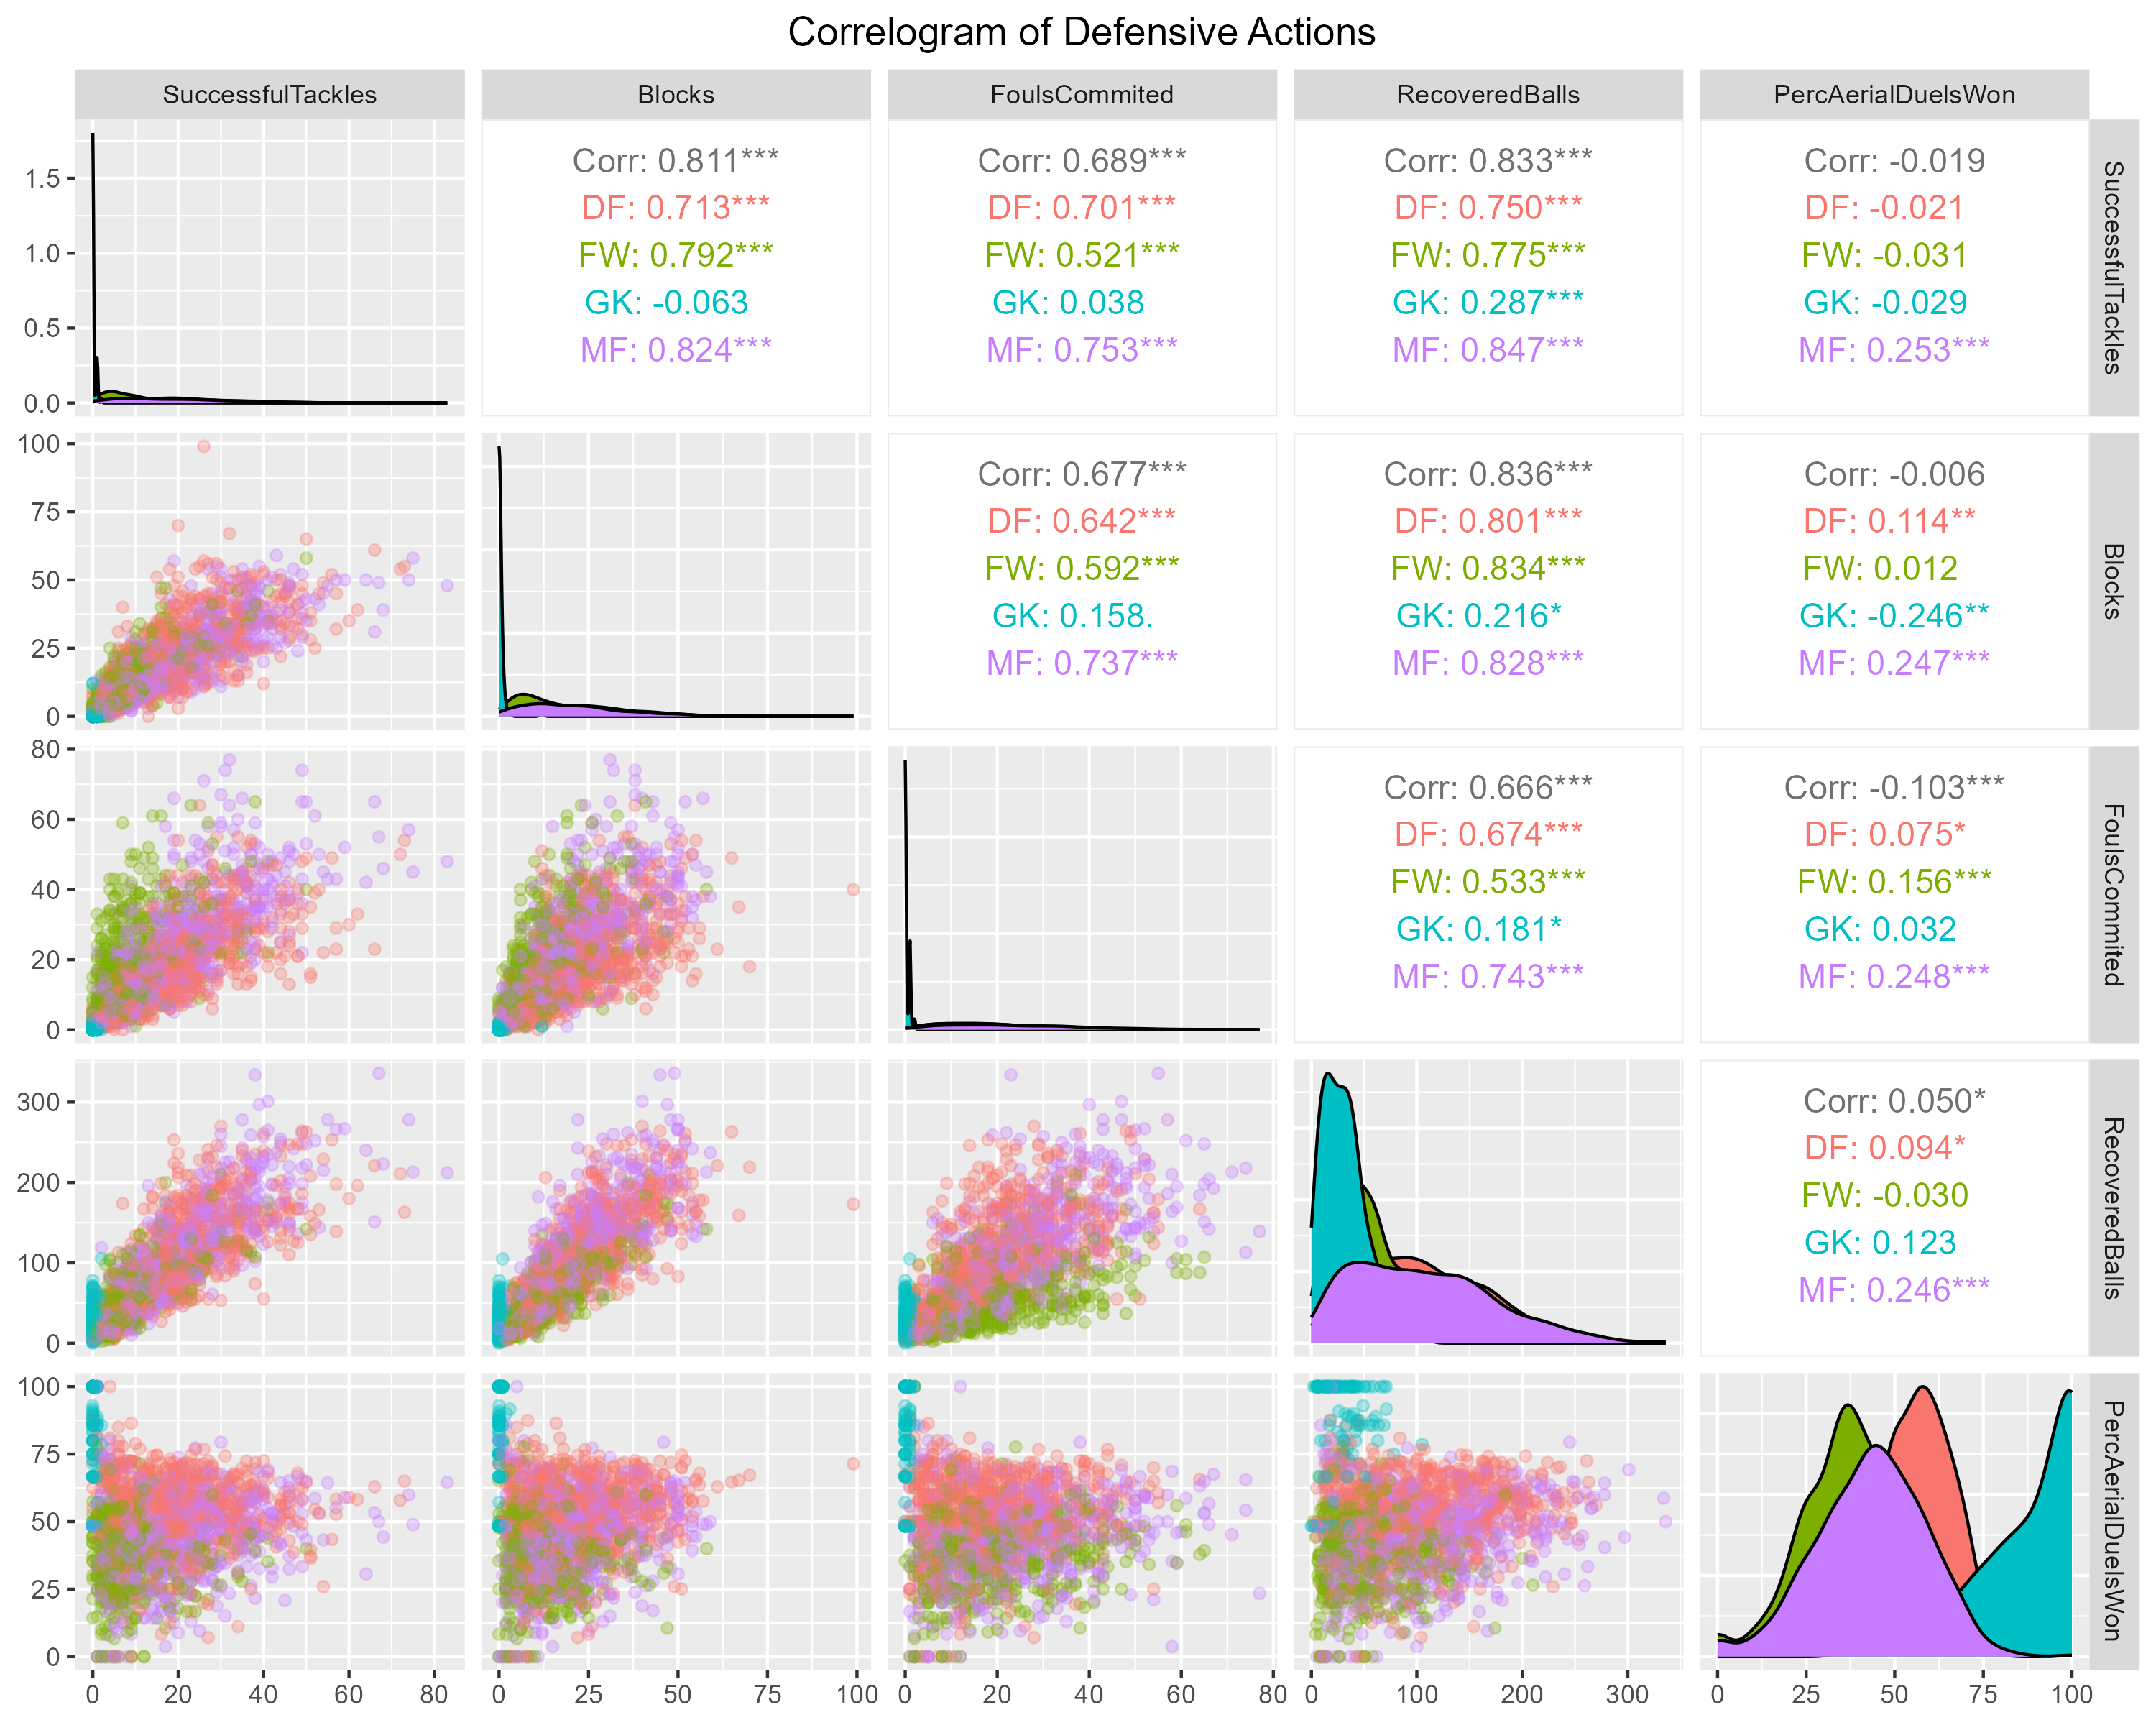 Correlogram of Defensive Actions
SuccessfulTackles
Blocks
FoulsCommited
RecoveredBalls
PercAerialDuelsWon
1.5
1.0
0.5
0.0
Corr: 0.811***
DF: 0.713***
FW: 0.792***
GK: -0.063
MF: 0.824***
Corr: 0.689***
DF: 0.701***
FW: 0.521***
GK: 0.038
MF: 0.753***
Corr: 0.833***
DF: 0.750***
FW: 0.775***
GK: 0.287***
MF: 0.847***
Corr: -0.019
DF: -0.021
FW: -0.031
GK: -0.029
MF: 0.253***
SuccessfulTackles
100
75
50
25
0
Corr: 0.677***
DF: 0.642***
FW: 0.592***
GK: 0.158.
MF: 0.737***
Corr: 0.836***
DF: 0.801***
FW: 0.834***
GK: 0.216*
MF: 0.828***
Corr: -0.006
DF: 0.114**
FW: 0.012
GK: -0.246**
MF: 0.247***
Blocks
80
60
40
20
0
Corr: 0.666***
DF: 0.674***
FW: 0.533***
GK: 0.181*
MF: 0.743***
Corr: -0.103***
DF: 0.075*
FW: 0.156***
GK: 0.032
MF: 0.248***
FoulsCommited
300
200
100
0
Corr: 0.050*
DF: 0.094*
FW: -0.030
GK: 0.123
MF: 0.246***
RecoveredBalls
100
75
50
25
0
PercAerialDuelsWon
0 20 40 60 80
0 25 50 75 100
0 20 40 60 80
0 100 200 300
0 25 50 75 100